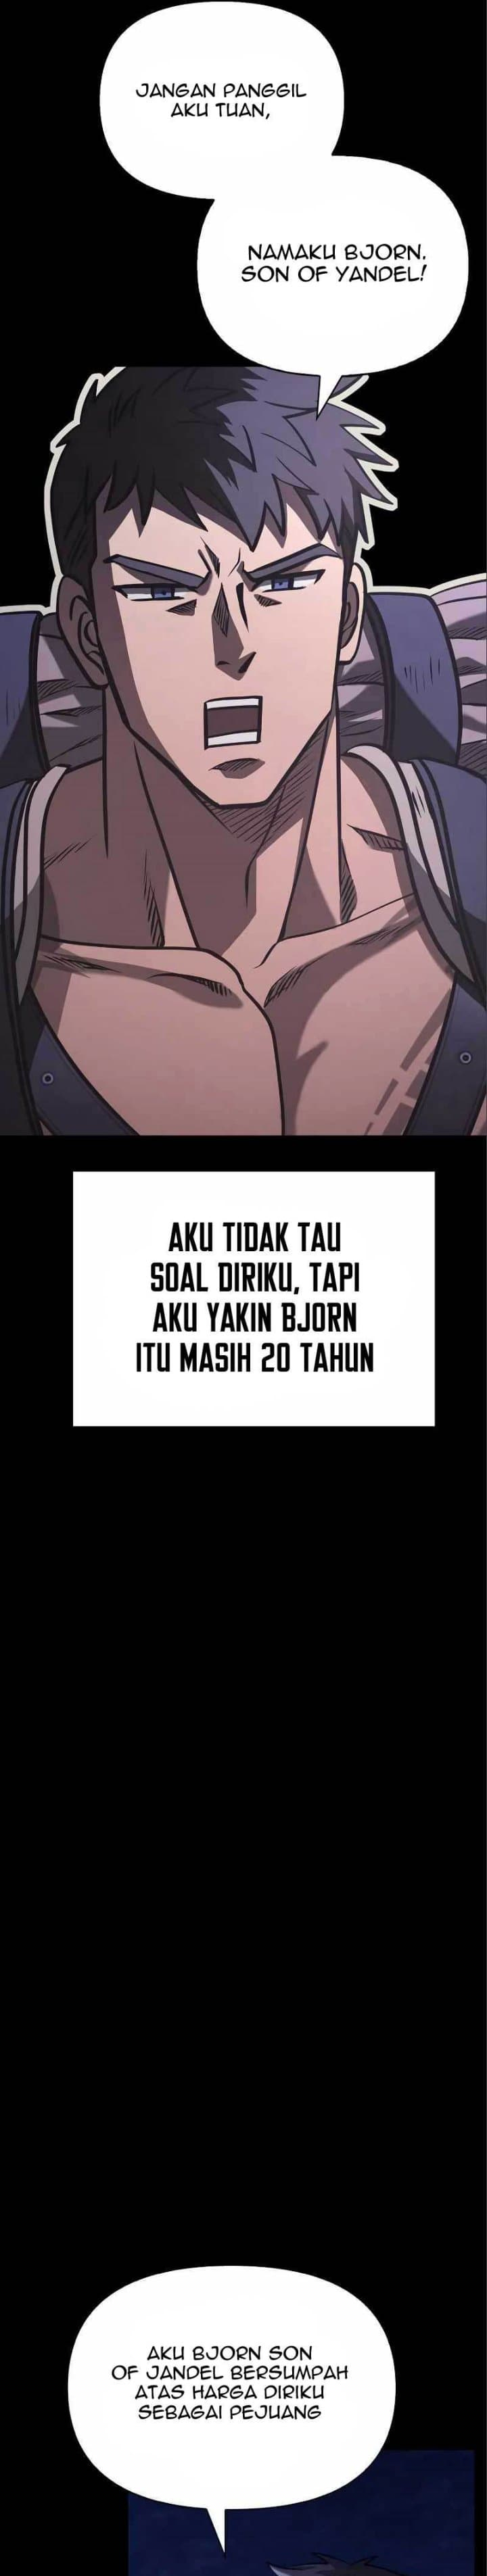 JANGAN PANGGIL
AKU TUAN,
NAMAKU BJORN.
SON OF YANDEL!
AKU TIDAK TAU
SOAL DIRIKU, TAPI
AKU YAKIN BJORN
ITU MASIH 20 TAHUN
AKU BJORN SON
OF JANDEL BERSUMPAH
ATAS HARGA DIRIKU
SEBAGAI PEJUANG